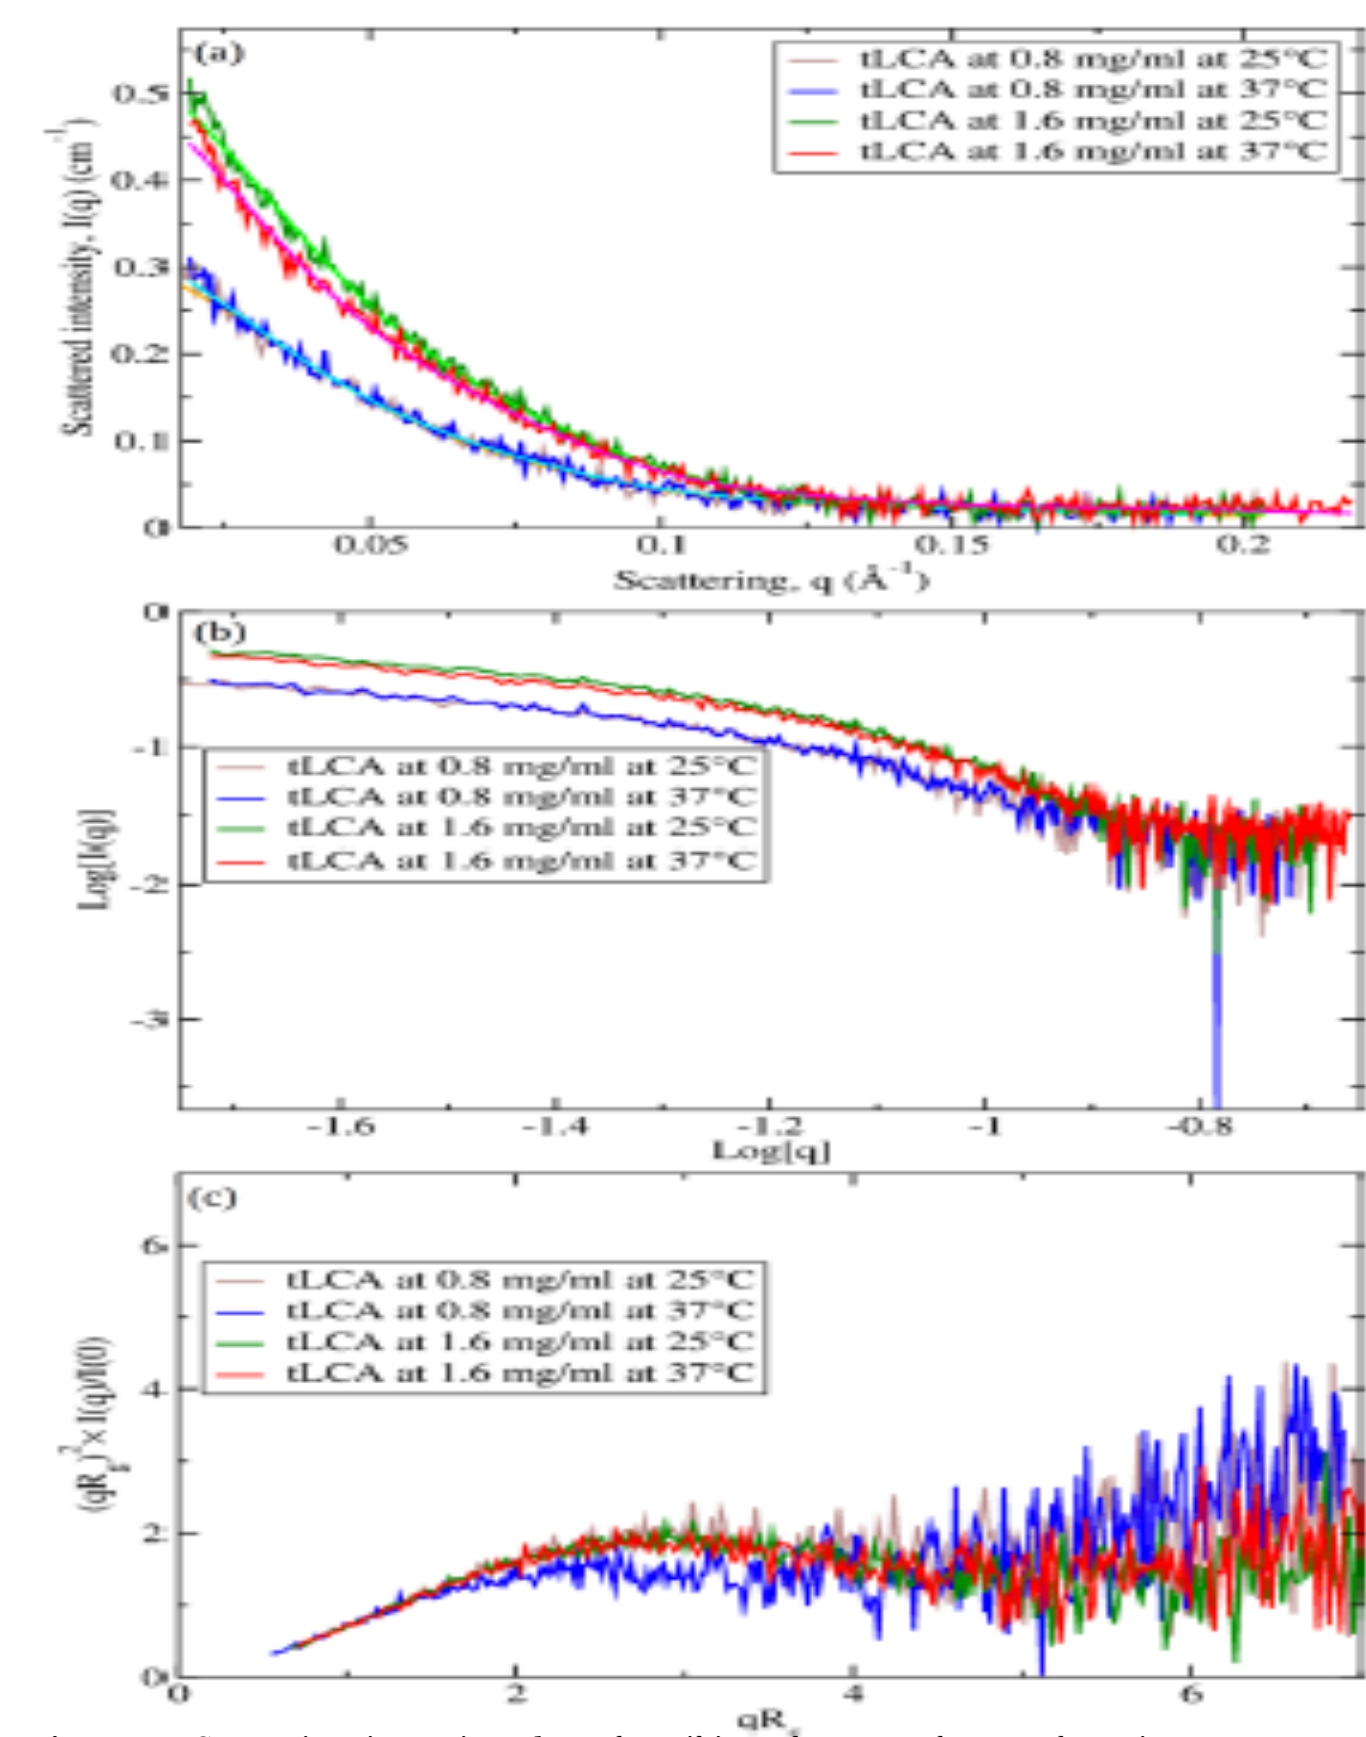 (a)
tLCA at 0.8 mg/ml at 25°C
tLCA at 0.8 mg/ml at 37°C
tLCA at 1.6 mg/ml at 25°C
tLCA at 1.6 mg/ml at 37°C
Scattered intensity, I(q) (cm⁻¹)
0.5
0.4
0.3
0.2
0.1
0
0.05 0.1 0.15 0.2
Scattering, q (Å⁻¹)
(b)
0
-1
-2
-3
Log[I(q)]
tLCA at 0.8 mg/ml at 25°C
tLCA at 0.8 mg/ml at 37°C
tLCA at 1.6 mg/ml at 25°C
tLCA at 1.6 mg/ml at 37°C
-1.6 -1.4 -1.2 -1 -0.8
Log[q]
(c)
6
4
2
0
(qRg)² × I(q)/I(0)
tLCA at 0.8 mg/ml at 25°C
tLCA at 0.8 mg/ml at 37°C
tLCA at 1.6 mg/ml at 25°C
tLCA at 1.6 mg/ml at 37°C
0 2 4 6
qRg